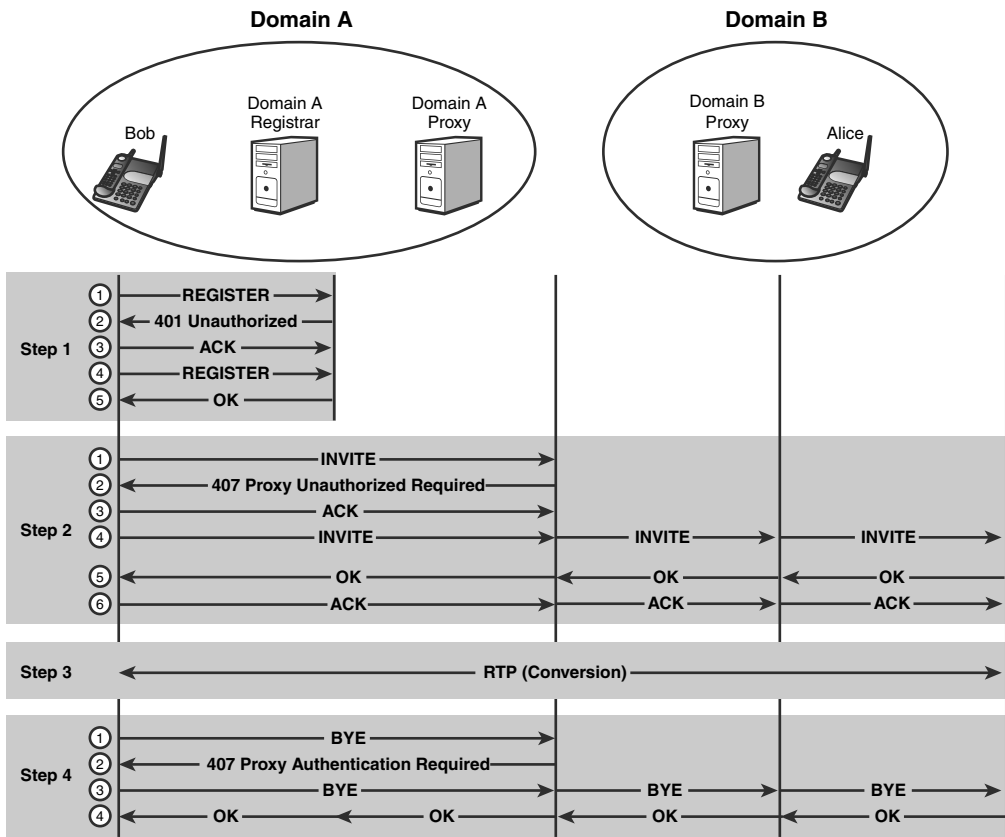 Domain A
Domain B
Bob
Domain A
Registrar
Domain A
Proxy
Domain B
Proxy
Alice
Step 1
1 REGISTER
2 401 Unauthorized
3 ACK
4 REGISTER
5 OK
Step 2
1 INVITE
2 407 Proxy Unauthorized Required
3 ACK
4 INVITE INVITE INVITE
5 OK OK OK
6 ACK ACK ACK
Step 3
RTP (Conversion)
Step 4
1 BYE
2 407 Proxy Authentication Required
3 BYE BYE BYE
4 OK OK OK OK